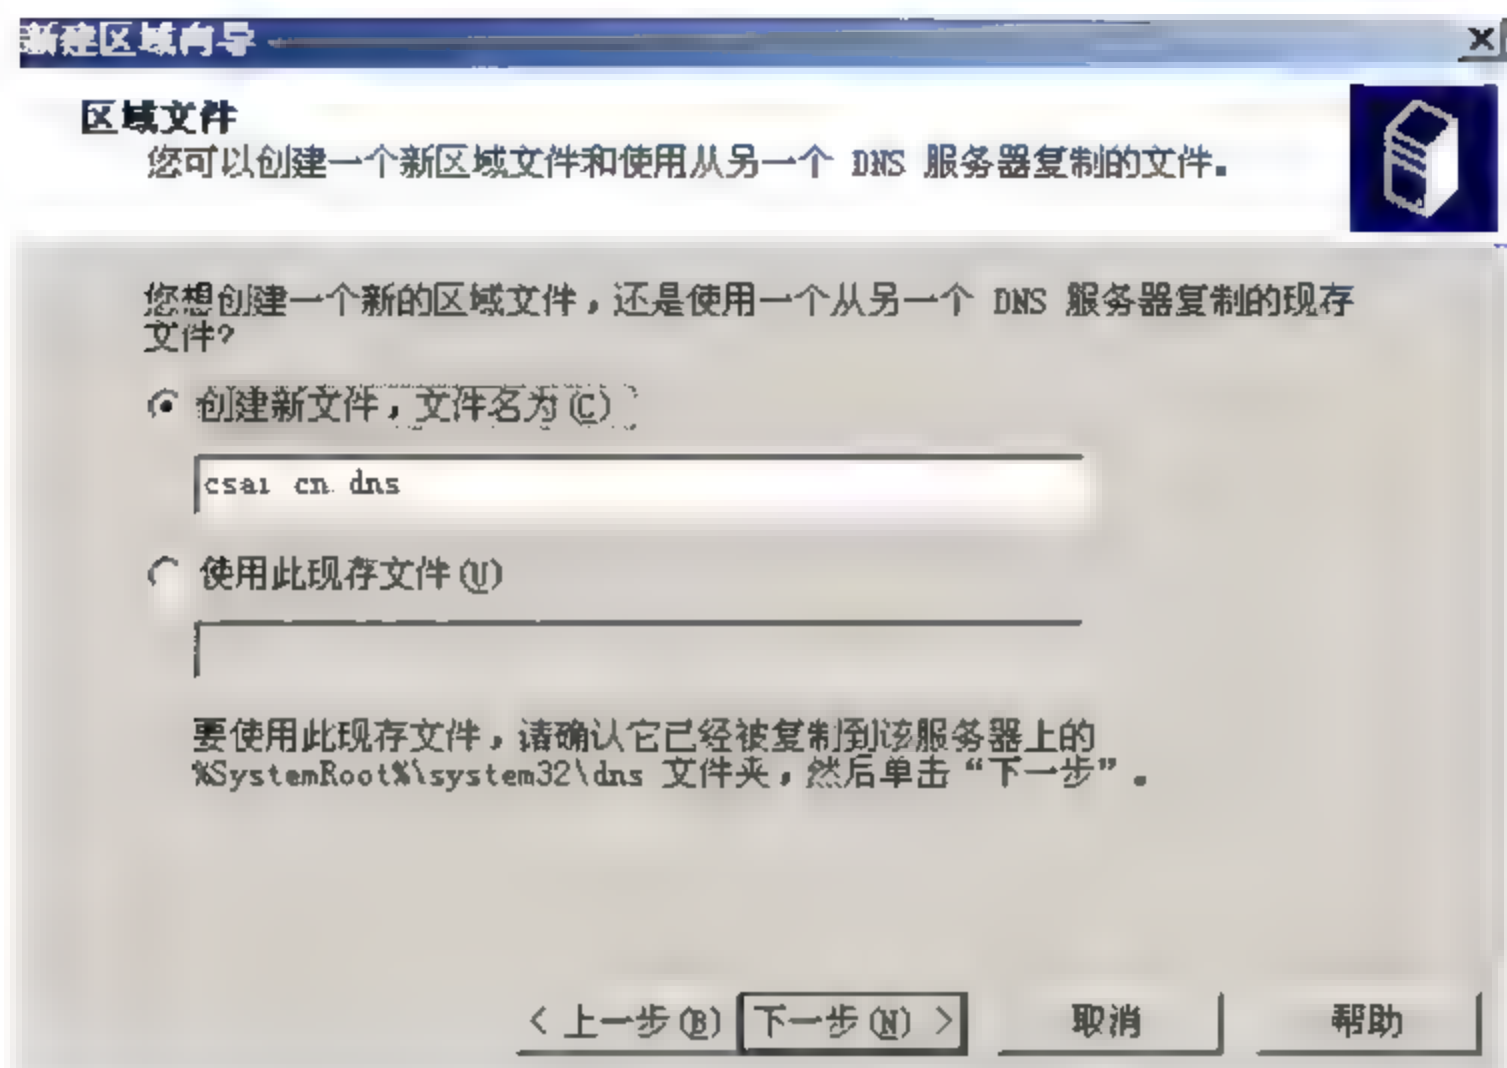 新建区域向导
区域文件
您可以创建一个新区域文件和使用从另一个 DNS 服务器复制的文件。
您想创建一个新的区域文件，还是使用一个从另一个 DNS 服务器复制的现存
文件?
创建新文件，文件名为(C)
csai cn.dns
使用此现存文件(U)
要使用此现存文件，请确认它已经被复制到该服务器上的
%SystemRoot%\system32\dns 文件夹，然后单击“下一步”。
< 上一步(B) 下一步(N) > 取消 帮助